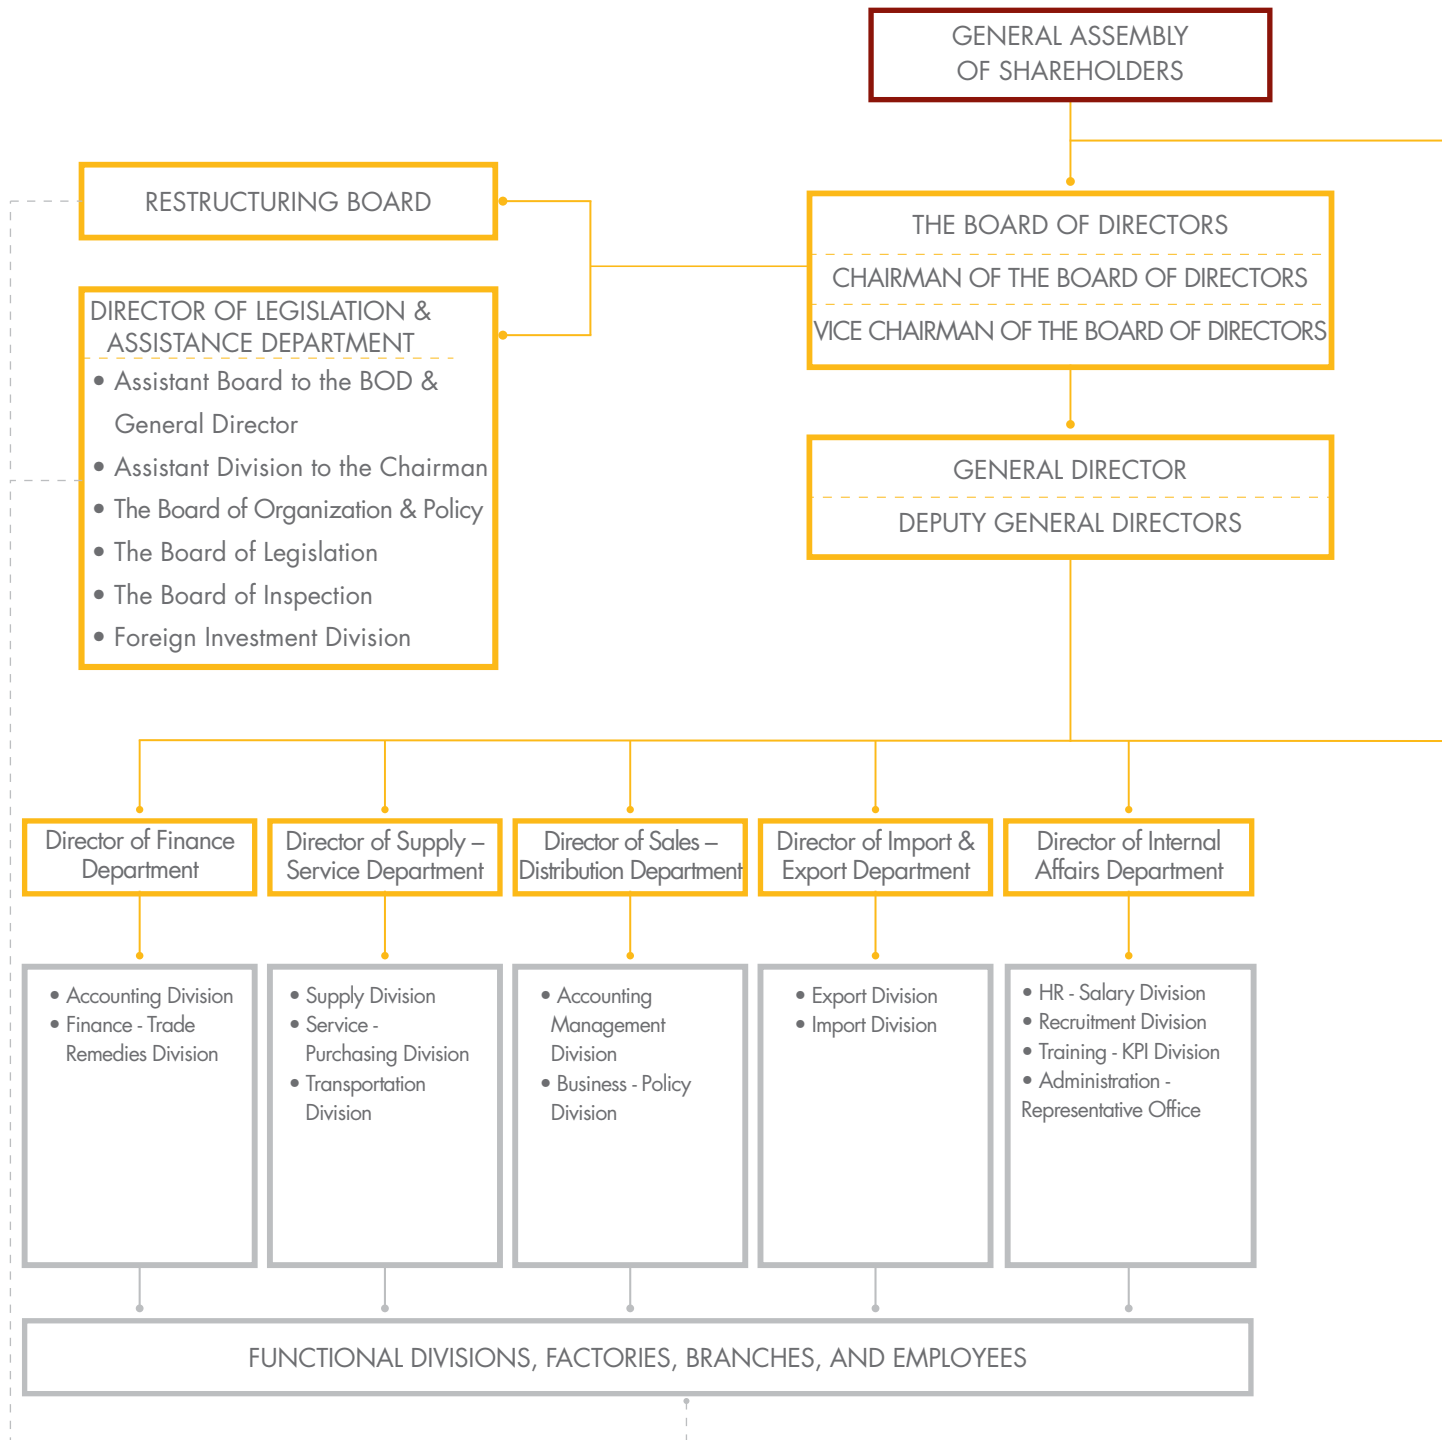 GENERAL ASSEMBLY
OF SHAREHOLDERS
RESTRUCTURING BOARD
THE BOARD OF DIRECTORS
CHAIRMAN OF THE BOARD OF DIRECTORS
VICE CHAIRMAN OF THE BOARD OF DIRECTORS
DIRECTOR OF LEGISLATION &
ASSISTANCE DEPARTMENT
• Assistant Board to the BOD &
General Director
• Assistant Division to the Chairman
• The Board of Organization & Policy
• The Board of Legislation
• The Board of Inspection
• Foreign Investment Division
GENERAL DIRECTOR
DEPUTY GENERAL DIRECTORS
Director of Finance
Department
Director of Supply –
Service Department
Director of Sales –
Distribution Department
Director of Import &
Export Department
Director of Internal
Affairs Department
• Accounting Division
• Finance - Trade
Remedies Division
• Supply Division
• Service -
Purchasing Division
• Transportation
Division
• Accounting
Management
Division
• Business - Policy
Division
• Export Division
• Import Division
• HR - Salary Division
• Recruitment Division
• Training - KPI Division
• Administration -
Representative Office
FUNCTIONAL DIVISIONS, FACTORIES, BRANCHES, AND EMPLOYEES